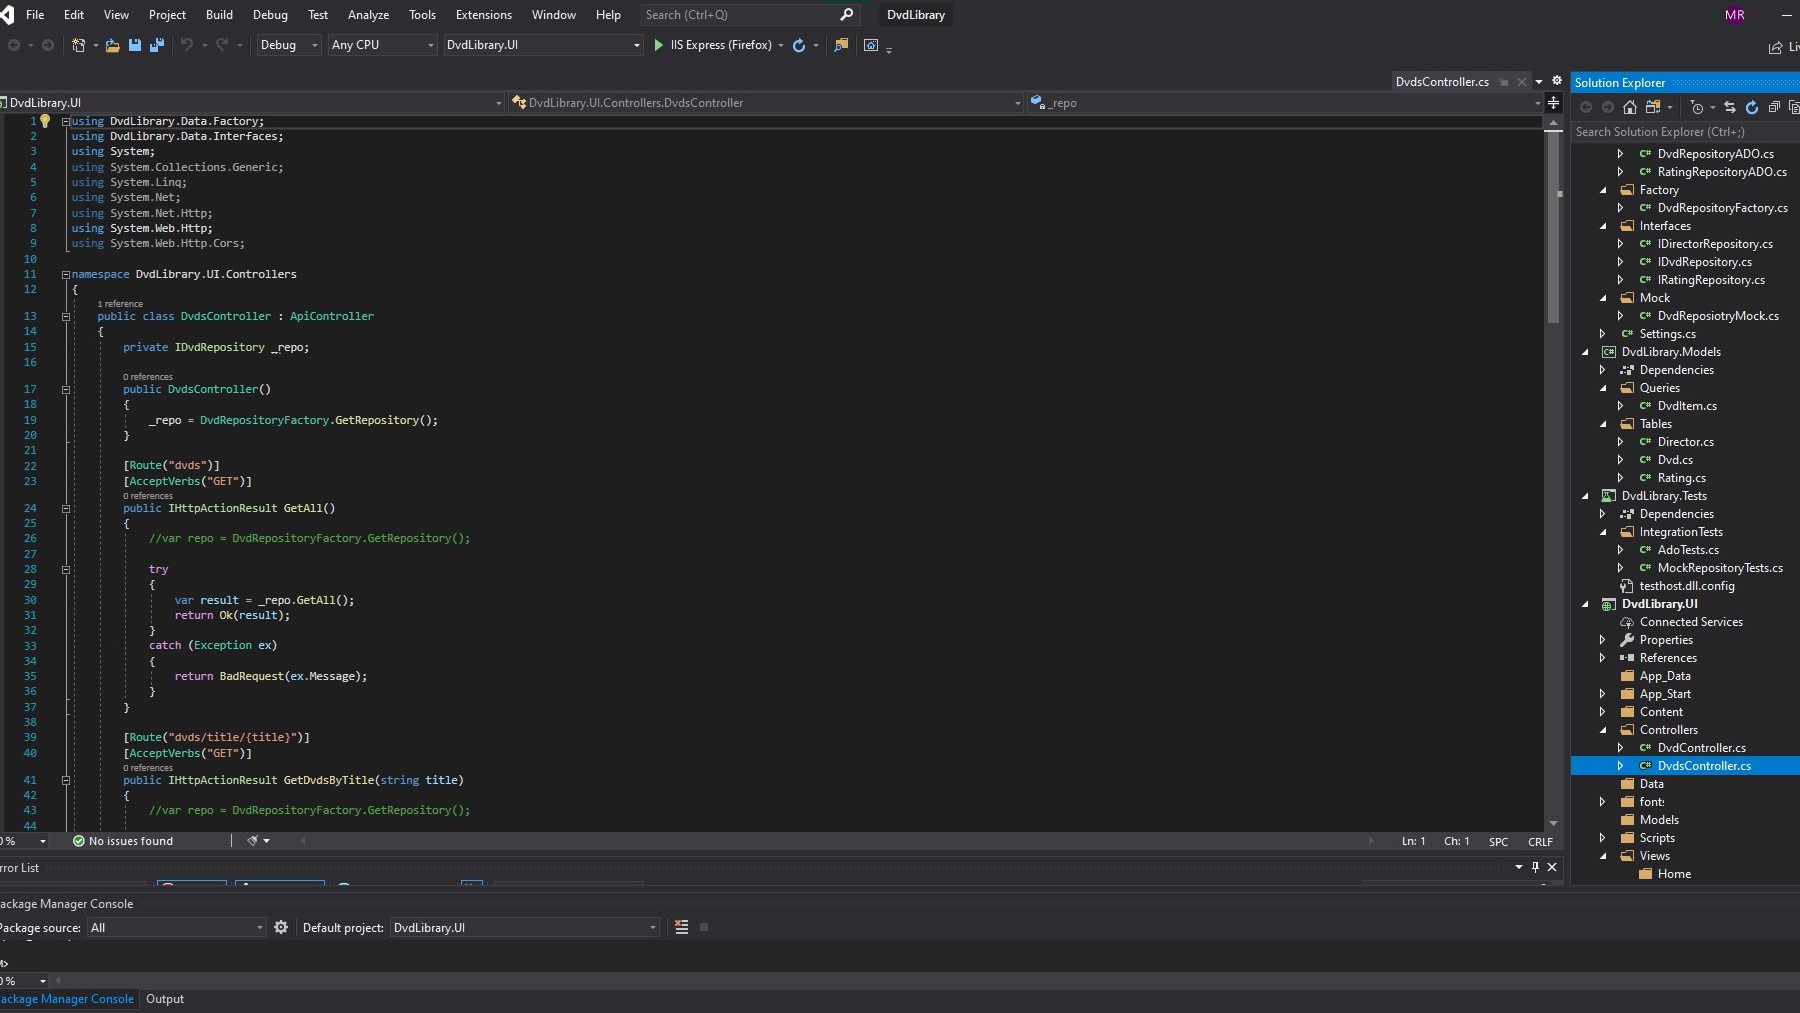 File Edit View Project Build Debug Test Analyze Tools Extensions Window Help Search (Ctrl+Q) DvdLibrary MR
Debug Any CPU DvdLibrary.UI IIS Express (Firefox)
DvdsController.cs
DvdLibrary.UI DvdLibrary.UI.Controllers.DvdsController _repo
1 using DvdLibrary.Data.Factory;
2 using DvdLibrary.Data.Interfaces;
3 using System;
4 using System.Collections.Generic;
5 using System.Linq;
6 using System.Net;
7 using System.Net.Http;
8 using System.Web.Http;
9 using System.Web.Http.Cors;
10
11 namespace DvdLibrary.UI.Controllers
12 {
1 reference
13 public class DvdsController : ApiController
14 {
15 private IDvdRepository _repo;
16
0 references
17 public DvdsController()
18 {
19 _repo = DvdRepositoryFactory.GetRepository();
20 }
21
22 [Route("dvds")]
23 [AcceptVerbs("GET")]
0 references
24 public IHttpActionResult GetAll()
25 {
26 //var repo = DvdRepositoryFactory.GetRepository();
27
28 try
29 {
30 var result = _repo.GetAll();
31 return Ok(result);
32 }
33 catch (Exception ex)
34 {
35 return BadRequest(ex.Message);
36 }
37 }
38
39 [Route("dvds/title/{title}")]
40 [AcceptVerbs("GET")]
0 references
41 public IHttpActionResult GetDvdsByTitle(string title)
42 {
43 //var repo = DvdRepositoryFactory.GetRepository();
44
0 % No issues found Ln: 1 Ch: 1 SPC CRLF
Solution Explorer
Search Solution Explorer (Ctrl+;)
C# DvdRepositoryADO.cs
C# RatingRepositoryADO.cs
Factory
C# DvdRepositoryFactory.cs
Interfaces
C# IDirectorRepository.cs
C# IDvdRepository.cs
C# IRatingRepository.cs
Mock
C# DvdReposiotryMock.cs
C# Settings.cs
C# DvdLibrary.Models
Dependencies
Queries
C# DvdItem.cs
Tables
C# Director.cs
C# Dvd.cs
C# Rating.cs
DvdLibrary.Tests
Dependencies
IntegrationTests
C# AdoTests.cs
C# MockRepositoryTests.cs
testhost.dll.config
DvdLibrary.UI
Connected Services
Properties
References
App_Data
App_Start
Content
Controllers
C# DvdController.cs
C# DvdsController.cs
Data
fonts
Models
Scripts
Views
Home
rror List
ackage Manager Console
Package source: All Default project: DvdLibrary.UI
M>
0 %
ackage Manager Console Output